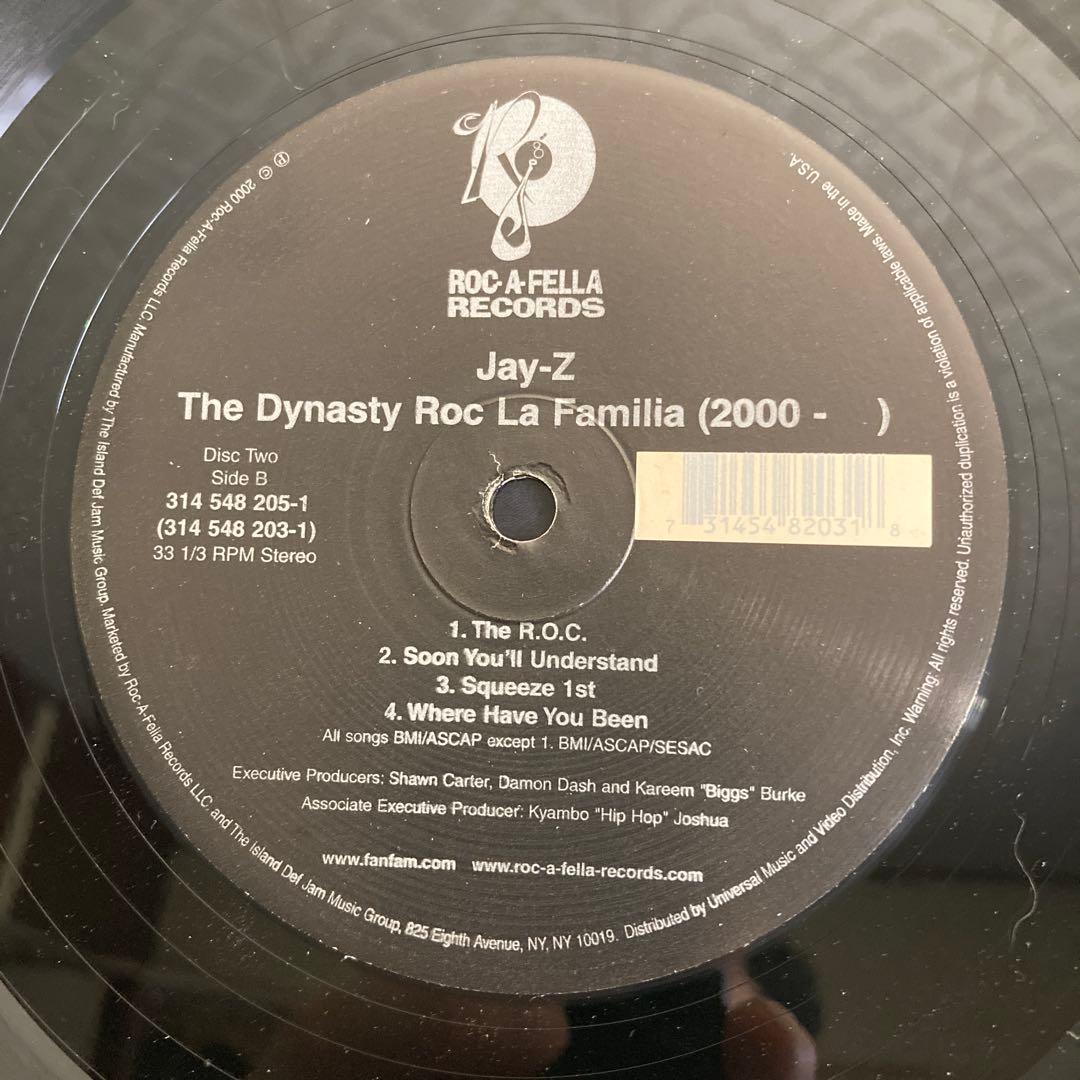 ROC-A-FELLA
RECORDS
Jay-Z
The Dynasty Roc La Familia (2000 - )
Disc Two
Side B
314 548 205-1
(314 548 203-1)
33 1/3 RPM Stereo
7 31454 82031 8
1. The R.O.C.
2. Soon You'll Understand
3. Squeeze 1st
4. Where Have You Been
All songs BMI/ASCAP except 1. BMI/ASCAP/SESAC
Executive Producers: Shawn Carter, Damon Dash and Kareem "Biggs" Burke
Associate Executive Producer: Kyambo "Hip Hop" Joshua
www.fanfam.com www.roc-a-fella-records.com
℗ © 2000 Roc-A-Fella Records LLC. Manufactured by The Island Def Jam Music Group. Marketed by Roc-A-Fella Records LLC and The Island Def Jam Music Group, 825 Eighth Avenue, NY, NY 10019. Distributed by Universal Music and Video Distribution, Inc. Warning: All rights reserved. Unauthorized duplication is a violation of applicable laws. Made in the U.S.A.